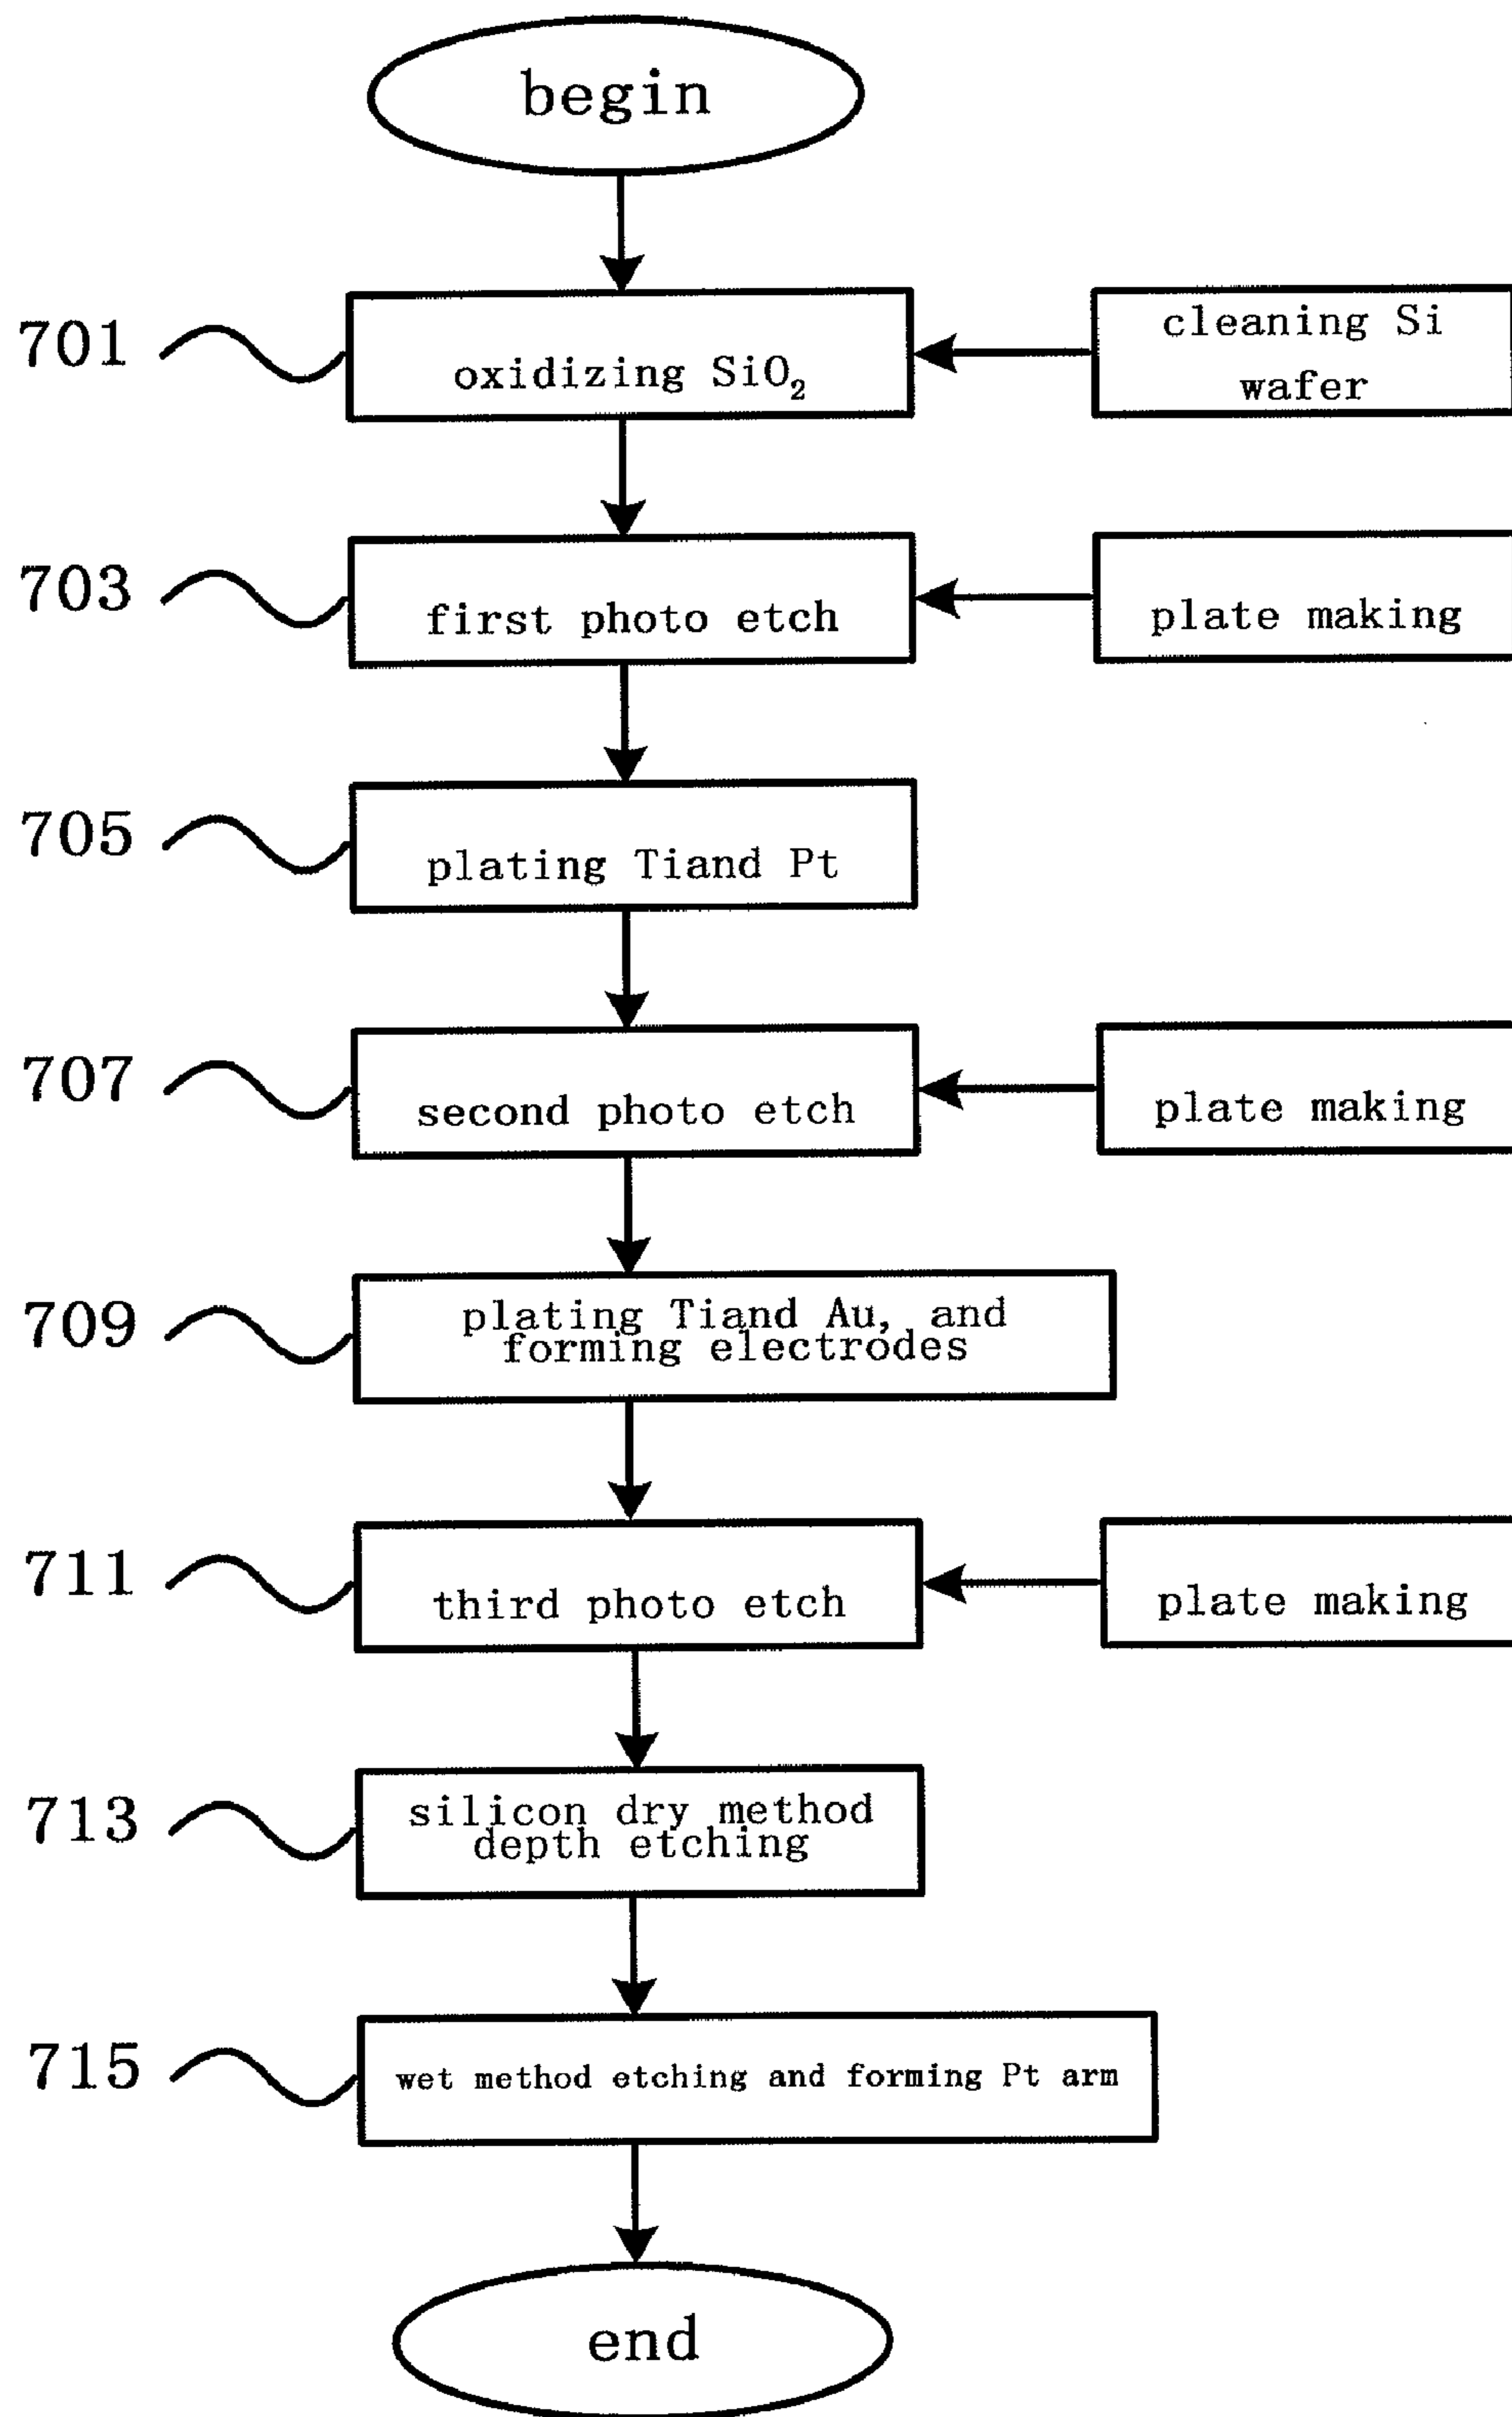 begin
701
oxidizing SiO₂
cleaning Si
wafer
703
first photo etch
plate making
705
plating Tiand Pt
707
second photo etch
plate making
709
plating Tiand Au, and
forming electrodes
711
third photo etch
plate making
713
silicon dry method
depth etching
715
wet method etching and forming Pt arm
end